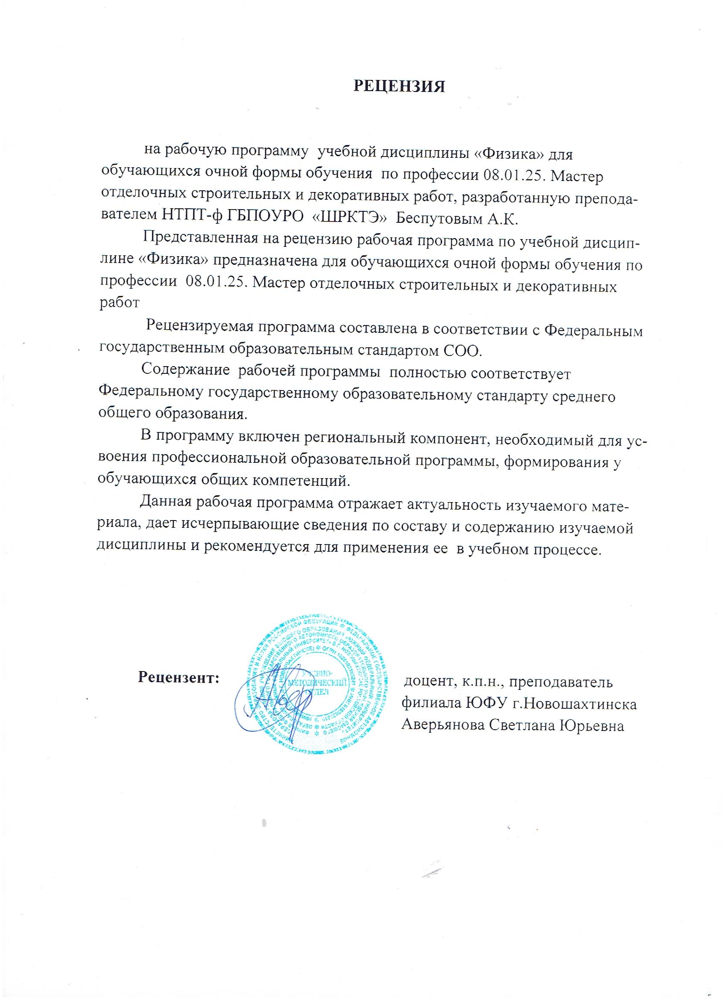 РЕЦЕНЗИЯ
на рабочую программу учебной дисциплины «Физика» для
обучающихся очной формы обучения по профессии 08.01.25. Мастер
отделочных строительных и декоративных работ, разработанную препода-
вателем НТПТ-ф ГБПОУРО «ШРКТЭ» Беспутовым А.К.
Представленная на рецензию рабочая программа по учебной дисцип-
лине «Физика» предназначена для обучающихся очной формы обучения по
профессии 08.01.25. Мастер отделочных строительных и декоративных
работ
Рецензируемая программа составлена в соответствии с Федеральным
государственным образовательным стандартом СОО.
Содержание рабочей программы полностью соответствует
Федеральному государственному образовательному стандарту среднего
общего образования.
В программу включен региональный компонент, необходимый для ус-
воения профессиональной образовательной программы, формирования у
обучающихся общих компетенций.
Данная рабочая программа отражает актуальность изучаемого мате-
риала, дает исчерпывающие сведения по составу и содержанию изучаемой
дисциплины и рекомендуется для применения ее в учебном процессе.
Рецензент:
УЧЕБНО-
МЕТОДИЧЕСКИЙ
ОТДЕЛ
доцент, к.п.н., преподаватель
филиала ЮФУ г.Новошахтинска
Аверьянова Светлана Юрьевна